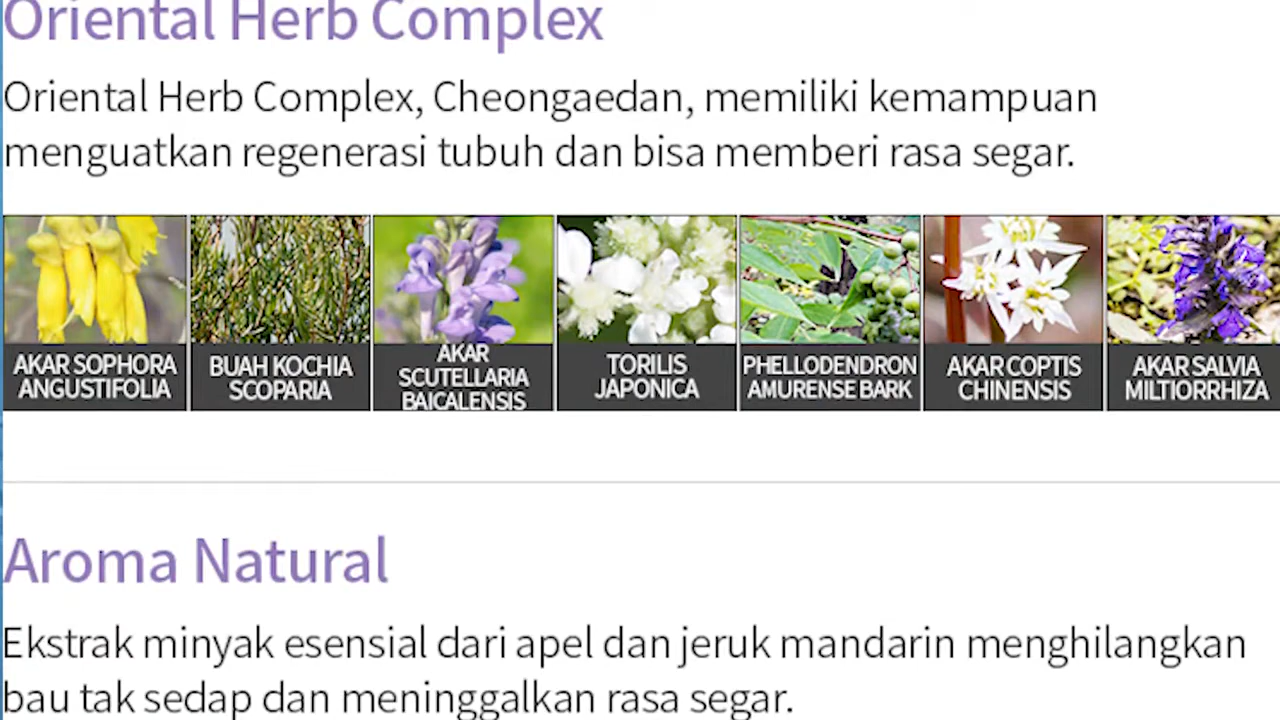 Oriental Herb Complex
Oriental Herb Complex, Cheongaedan, memiliki kemampuan
menguatkan regenerasi tubuh dan bisa memberi rasa segar.
AKAR SOPHORA
ANGUSTIFOLIA
BUAH KOCHIA
SCOPARIA
AKAR
SCUTELLARIA
BAICALENSIS
TORILIS
JAPONICA
PHELLODENDRON
AMURENSE BARK
AKAR COPTIS
CHINENSIS
AKAR SALVIA
MILTIORRHIZA
Aroma Natural
Ekstrak minyak esensial dari apel dan jeruk mandarin menghilangkan
bau tak sedap dan meninggalkan rasa segar.